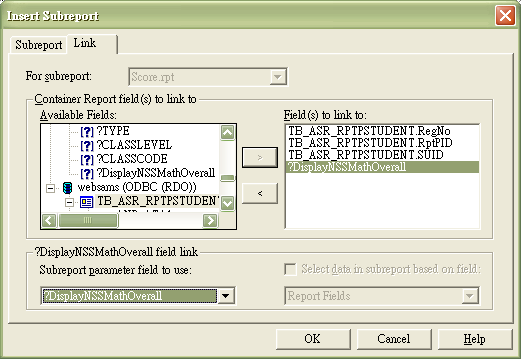 Insert Subreport
Subreport
Link
For subreport:
Score.rpt
Container Report field(s) to link to
Available Fields:
?TYPE
?CLASSLEVEL
?CLASSCODE
?DisplayNSSMathOverall
websams (ODBC (RDO))
TB_ASR_RPTPSTUDEN
>
<
Field(s) to link to:
TB_ASR_RPTPSTUDENT.RegNo
TB_ASR_RPTPSTUDENT.RptPID
TB_ASR_RPTPSTUDENT.SUID
?DisplayNSSMathOverall
?DisplayNSSMathOverall field link
Subreport parameter field to use:
?DisplayNSSMathOverall
Select data in subreport based on field:
Report Fields
OK
Cancel
Help